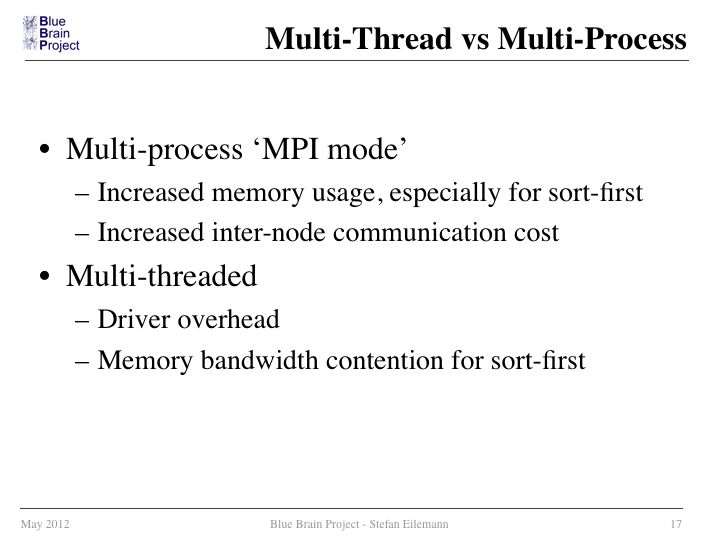 Blue
Brain
Project
Multi-Thread vs Multi-Process
• Multi-process ‘MPI mode’
– Increased memory usage, especially for sort-first
– Increased inter-node communication cost
• Multi-threaded
– Driver overhead
– Memory bandwidth contention for sort-first
May 2012
Blue Brain Project - Stefan Eilemann
17